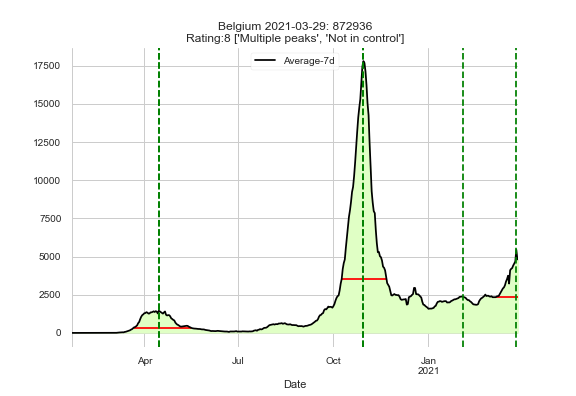 Belgium 2021-03-29: 872936
Rating:8 ['Multiple peaks', 'Not in control']
Average-7d
17500
15000
12500
10000
7500
5000
2500
0
Apr Jul Oct Jan
2021
Date